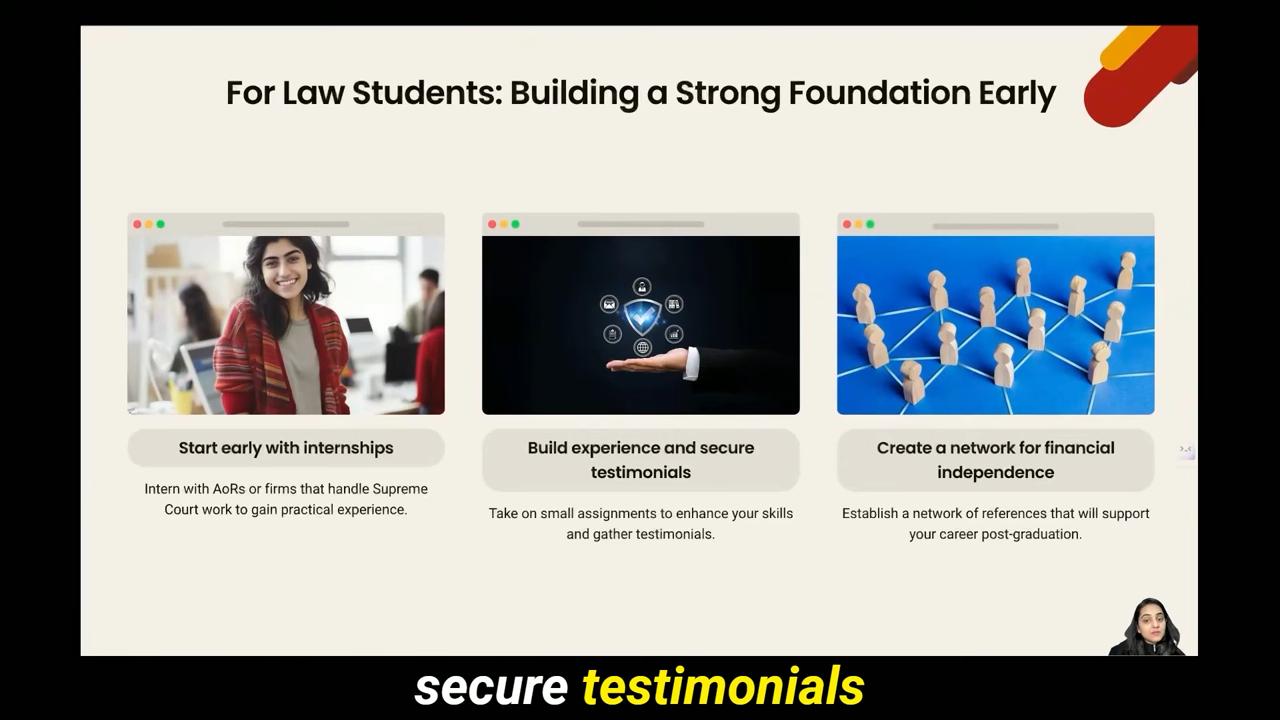 For Law Students: Building a Strong Foundation Early
Start early with internships
Intern with AoRs or firms that handle Supreme
Court work to gain practical experience.
Build experience and secure
testimonials
Take on small assignments to enhance your skills
and gather testimonials.
Create a network for financial
independence
Establish a network of references that will support
your career post-graduation.
secure testimonials